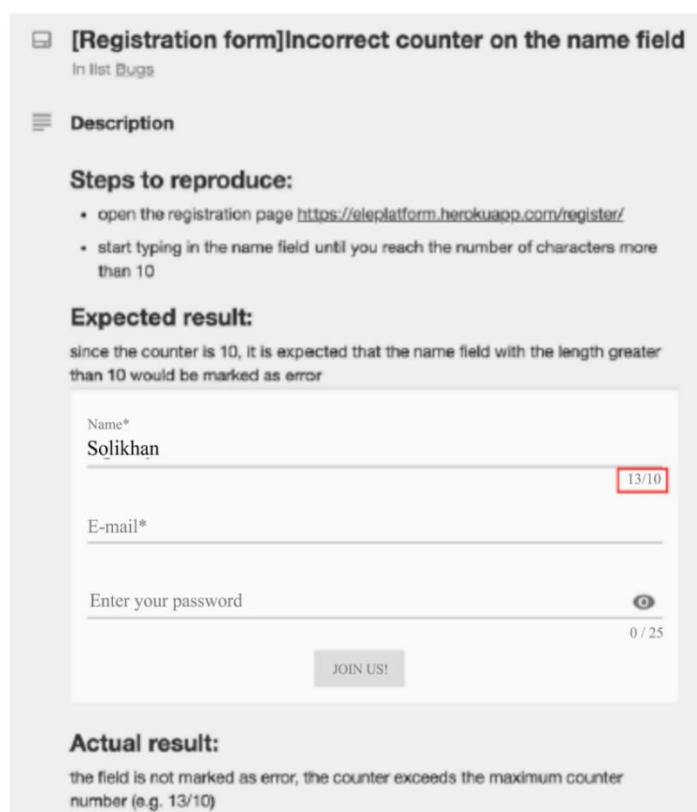 [Registration form]Incorrect counter on the name field
In list Bugs
Description
Steps to reproduce:
• open the registration page https://eleplatform.herokuapp.com/register/
• start typing in the name field until you reach the number of characters more
than 10
Expected result:
since the counter is 10, it is expected that the name field with the length greater
than 10 would be marked as error
Name*
Solikhan
13/10
E-mail*
Enter your password
0 / 25
JOIN US!
Actual result:
the field is not marked as error, the counter exceeds the maximum counter
number (e.g. 13/10)